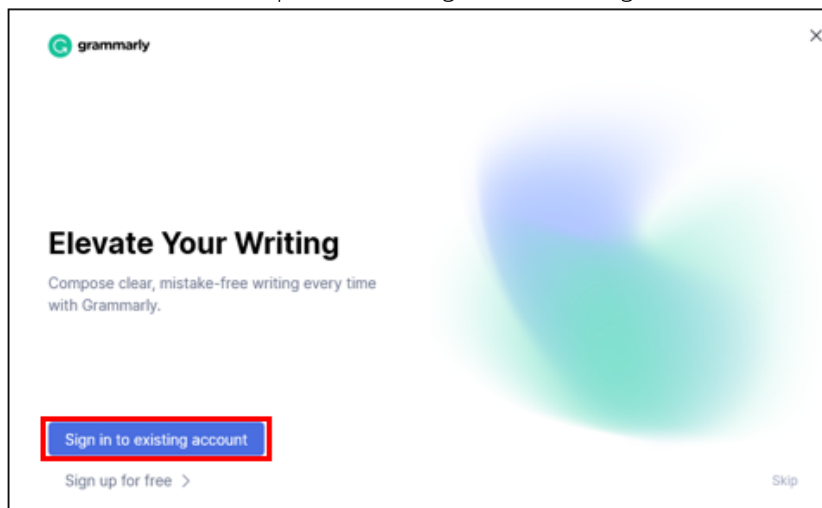 grammarly
Elevate Your Writing
Compose clear, mistake-free writing every time
with Grammarly.
Sign in to existing account
Sign up for free >
Skip